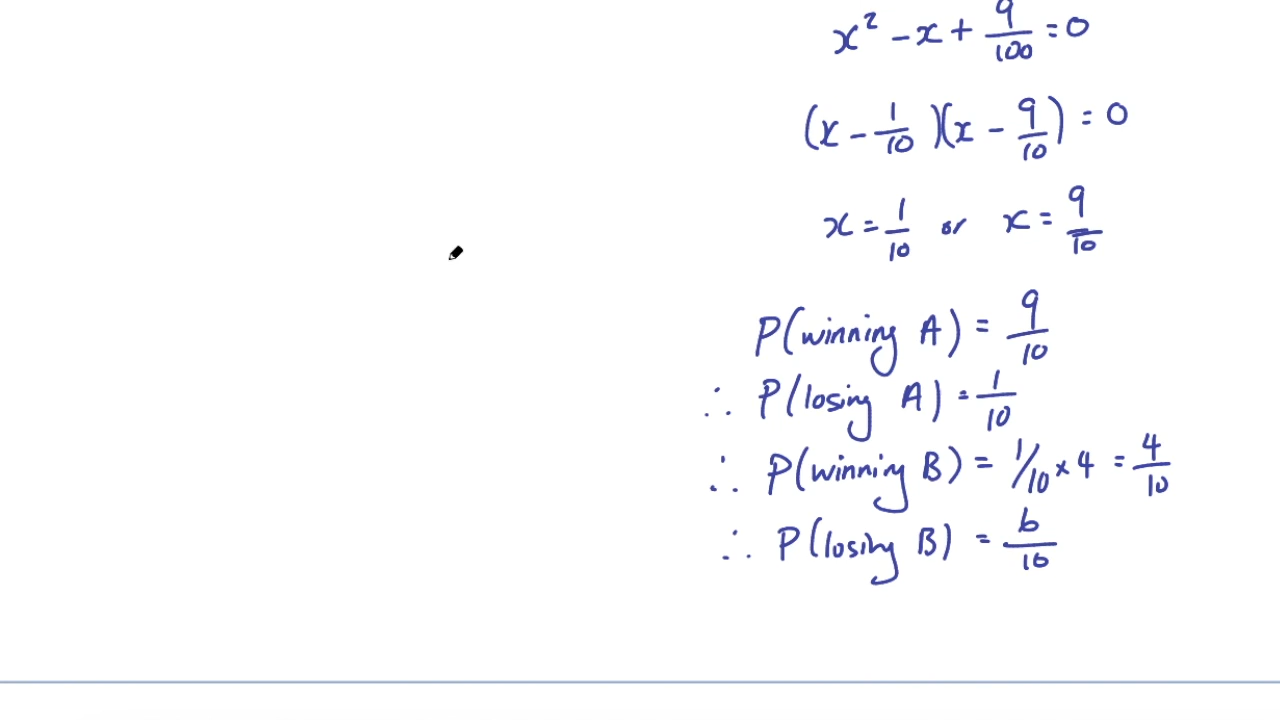 x² - x + 9/100 = 0
(x - 1/10)(x - 9/10) = 0
x = 1/10 or x = 9/10
P(winning A) = 9/10
∴ P(losing A) = 1/10
∴ P(winning B) = 1/10 × 4 = 4/10
∴ P(losing B) = 6/10